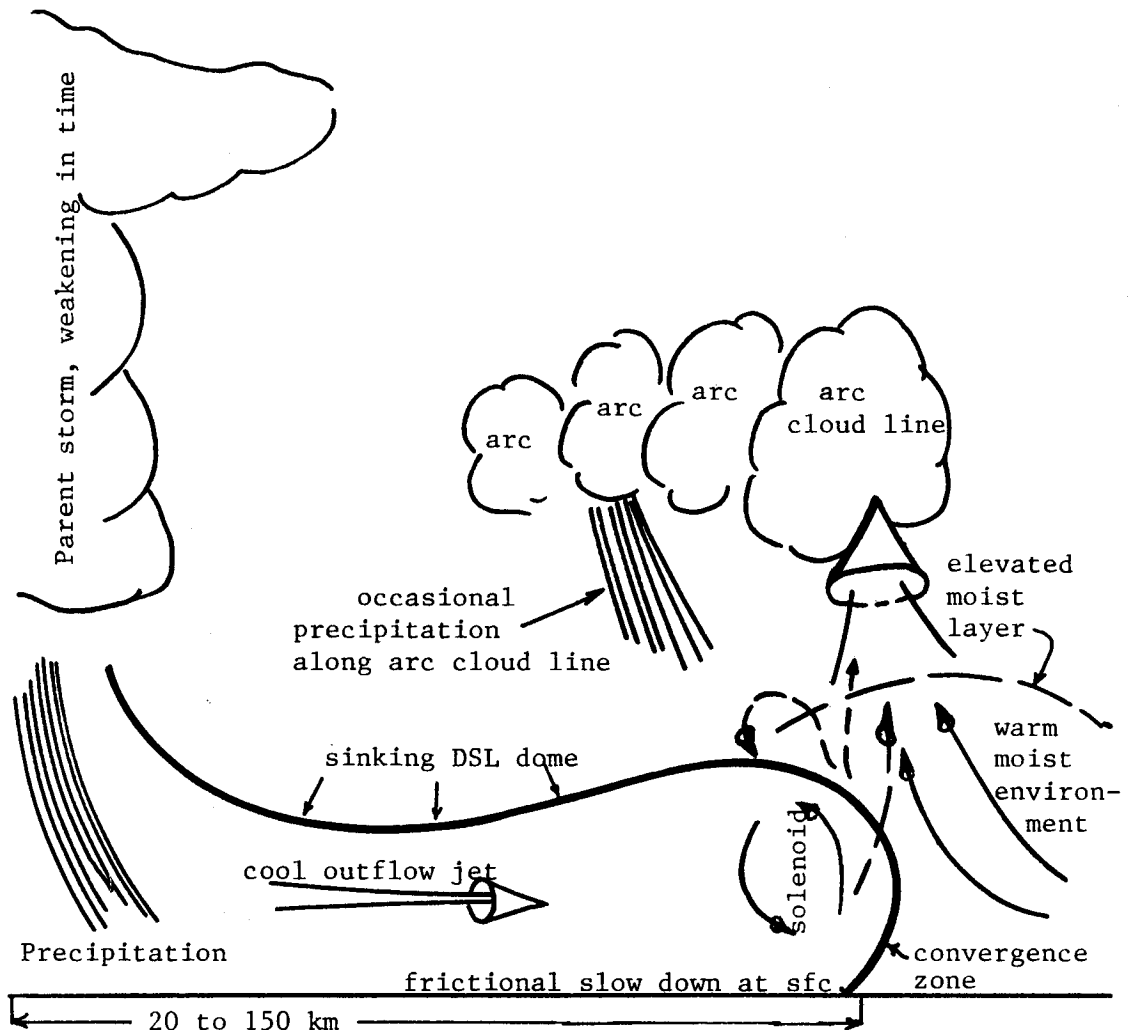 Parent storm, weakening in time
arc
arc
arc
arc
cloud line
occasional
precipitation
along arc cloud line
elevated
moist
layer
sinking DSL dome
warm
moist
environ-
ment
cool outflow jet
solenoid
Precipitation
convergence
zone
frictional slow down at sfc
20 to 150 km